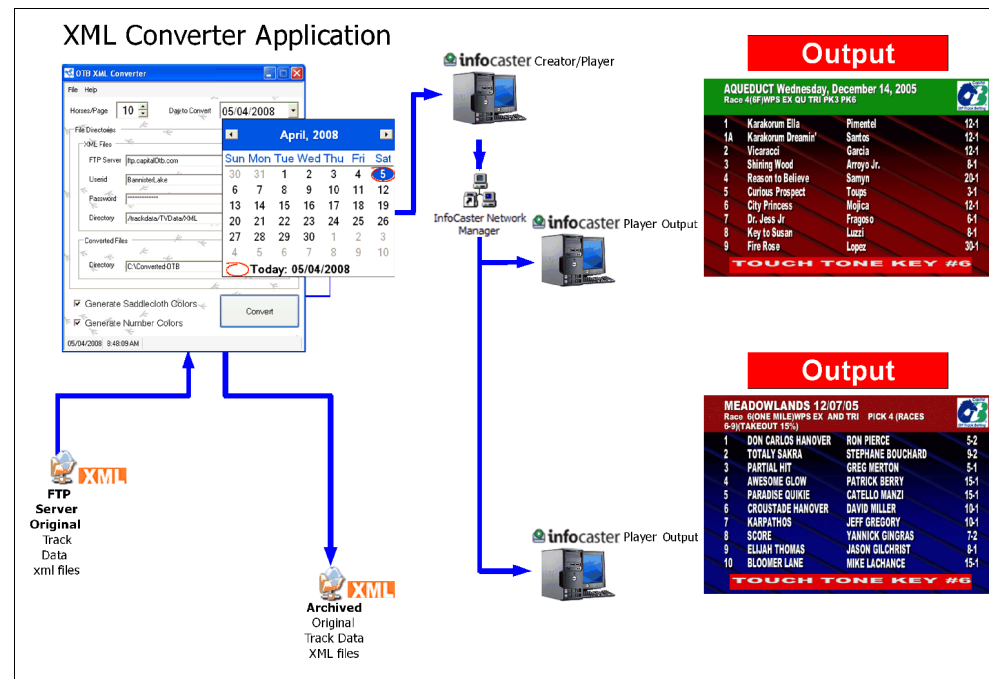 XML Converter Application
OTB XML Converter
File Help
Horses/Page 10 Day to Convert 05/04/2008
File Directories
XML Files
FTP Server ftp.capitalOtb.com
Userid BannisterLake
Password *************
Directory /trackdata/TVData/XML
Converted Files
Directory C:\Converted-OTB
Generate Saddlecloth Colors
Generate Number Colors
Convert
05/04/2008 8:48:09 AM
April, 2008
Sun Mon Tue Wed Thu Fri Sat
30 31 1 2 3 4 5
6 7 8 9 10 11 12
13 14 15 16 17 18 19
20 21 22 23 24 25 26
27 28 29 30 1 2 3
4 5 6 7 8 9 10
Today: 05/04/2008
infocaster Creator/Player
InfoCaster Network
Manager
infocaster Player Output
infocaster Player Output
XML
FTP
Server
Original
Track
Data
xml files
XML
Archived
Original
Track Data
XML files
Output
AQUEDUCT Wednesday, December 14, 2005
Race 4(6F)WPS EX QU TRI PK3 PK6
1 Karakorum Ella Pimentel 12-1
1A Karakorum Dreamin' Santos 12-1
2 Vicaracci Garcia 12-1
3 Shining Wood Arroyo Jr. 8-1
4 Reason to Believe Samyn 20-1
5 Curious Prospect Toups 3-1
6 City Princess Mojica 12-1
7 Dr. Jess Jr Fragoso 6-1
8 Key to Susan Luzzi 8-1
9 Fire Rose Lopez 30-1
TOUCH TONE KEY #6
Output
MEADOWLANDS 12/07/05
Race 6(ONE MILE)WPS EX AND TRI PICK 4 (RACES
6-9)(TAKEOUT 15%)
1 DON CARLOS HANOVER RON PIERCE 5-2
2 TOTALY SAKRA STEPHANE BOUCHARD 9-2
3 PARTIAL HIT GREG MERTON 5-1
4 AWESOME GLOW PATRICK BERRY 15-1
5 PARADISE QUIKIE CATELLO MANZI 15-1
6 CROUSTADE HANOVER DAVID MILLER 10-1
7 KARPATHOS JEFF GREGORY 10-1
8 SCORE YANNICK GINGRAS 7-2
9 ELIJAH THOMAS JASON GILCHRIST 8-1
10 BLOOMER LANE MIKE LACHANCE 15-1
TOUCH TONE KEY #6